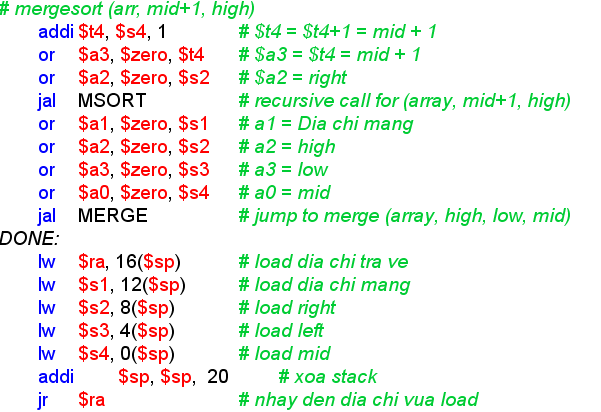 # mergesort (arr, mid+1, high)
addi $t4, $s4, 1 # $t4 = $t4+1 = mid + 1
or $a3, $zero, $t4 # $a3 = $t4 = mid + 1
or $a2, $zero, $s2 # $a2 = right
jal MSORT # recursive call for (array, mid+1, high)
or $a1, $zero, $s1 # a1 = Dia chi mang
or $a2, $zero, $s2 # a2 = high
or $a3, $zero, $s3 # a3 = low
or $a0, $zero, $s4 # a0 = mid
jal MERGE # jump to merge (array, high, low, mid)
DONE:
lw $ra, 16($sp) # load dia chi tra ve
lw $s1, 12($sp) # load dia chi mang
lw $s2, 8($sp) # load right
lw $s3, 4($sp) # load left
lw $s4, 0($sp) # load mid
addi $sp, $sp, 20 # xoa stack
jr $ra # nhay den dia chi vua load